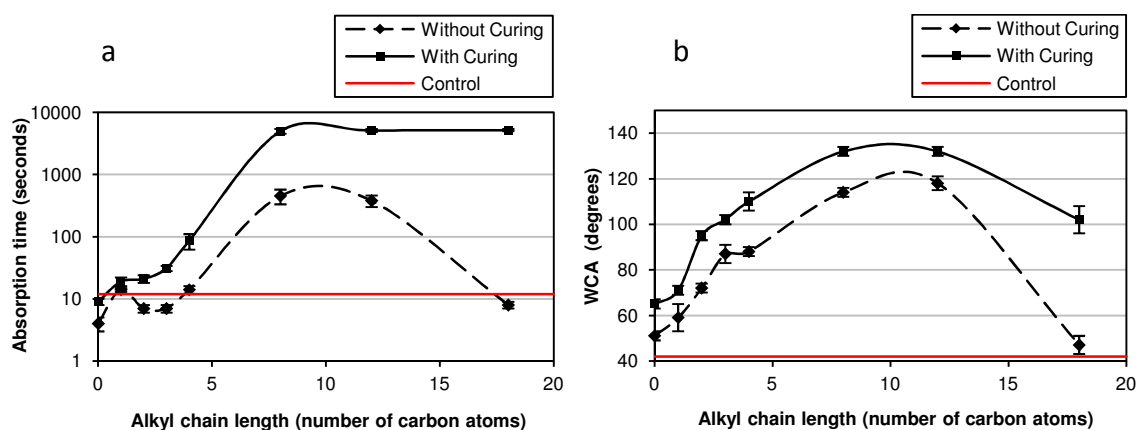 a
Without Curing
With Curing
Control
Absorption time (seconds)
10000
1000
100
10
1
0 5 10 15 20
Alkyl chain length (number of carbon atoms)
b
Without Curing
With Curing
Control
WCA (degrees)
140
120
100
80
60
40
0 5 10 15 20
Alkyl chain length (number of carbon atoms)